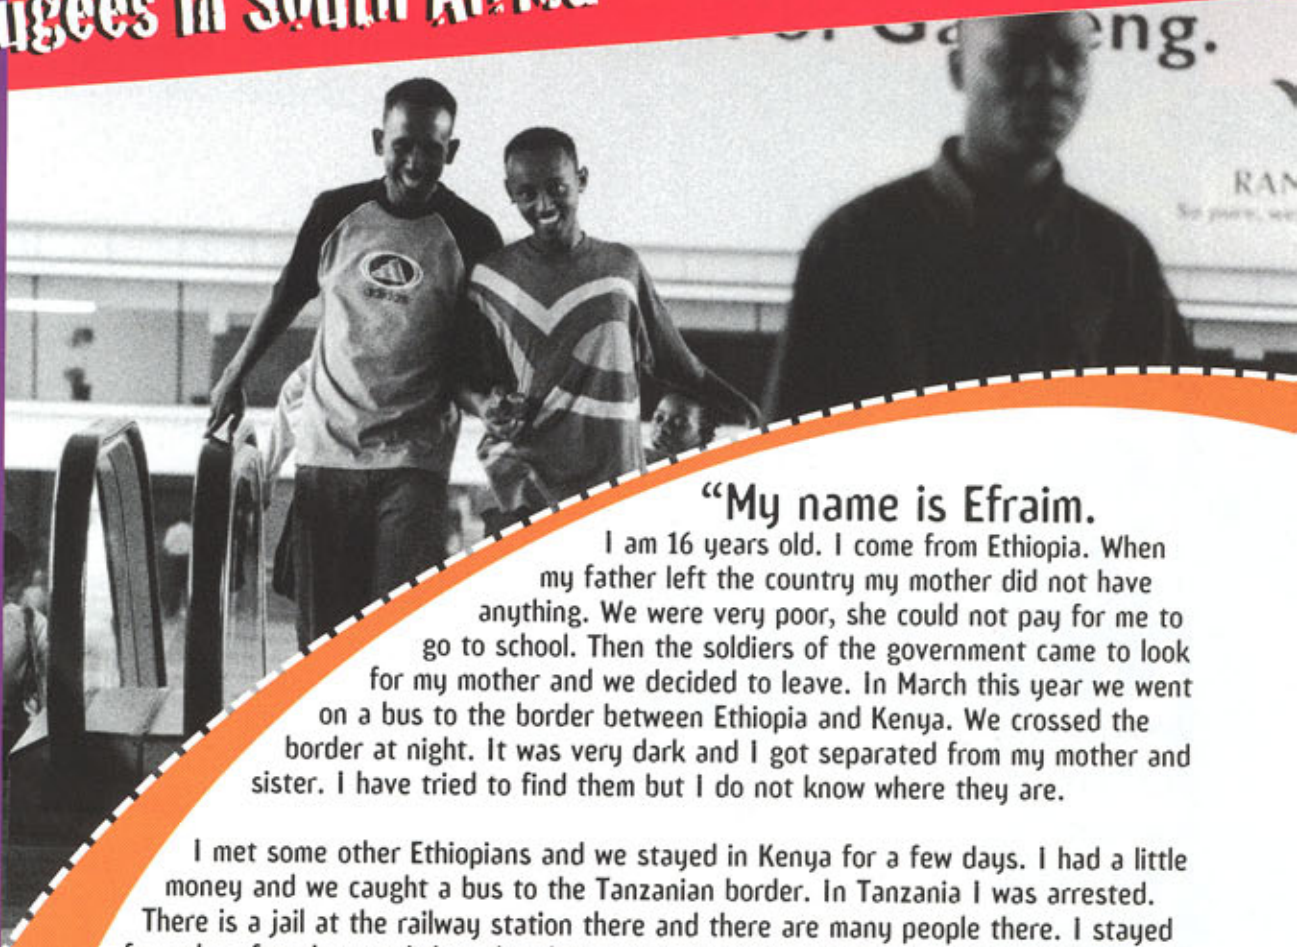 in South Africa
ng.
RAN
“My name is Efraim.
I am 16 years old. I come from Ethiopia. When
my father left the country my mother did not have
anything. We were very poor, she could not pay for me to
go to school. Then the soldiers of the government came to look
for my mother and we decided to leave. In March this year we went
on a bus to the border between Ethiopia and Kenya. We crossed the
border at night. It was very dark and I got separated from my mother and
sister. I have tried to find them but I do not know where they are.
I met some other Ethiopians and we stayed in Kenya for a few days. I had a little
money and we caught a bus to the Tanzanian border. In Tanzania I was arrested.
There is a jail at the railway station there and there are many people there. I stayed